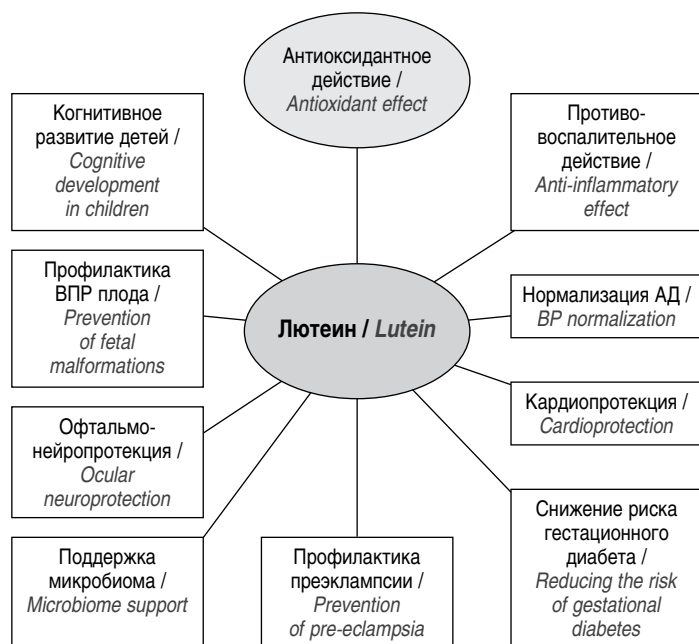 Антиоксидантное
действие /
Antioxidant effect
Когнитивное
развитие детей /
Cognitive
development
in children
Противо-
воспалительное
действие /
Anti-inflammatory
effect
Профилактика
ВПР плода /
Prevention
of fetal
malformations
Лютеин / Lutein
Нормализация АД /
BP normalization
Офтальмо-
нейропротекция /
Ocular
neuroprotection
Кардиопротекция /
Cardioprotection
Поддержка
микробиома /
Microbiome support
Профилактика
преэклампсии /
Prevention
of pre-eclampsia
Снижение риска
гестационного
диабета /
Reducing the risk
of gestational
diabetes